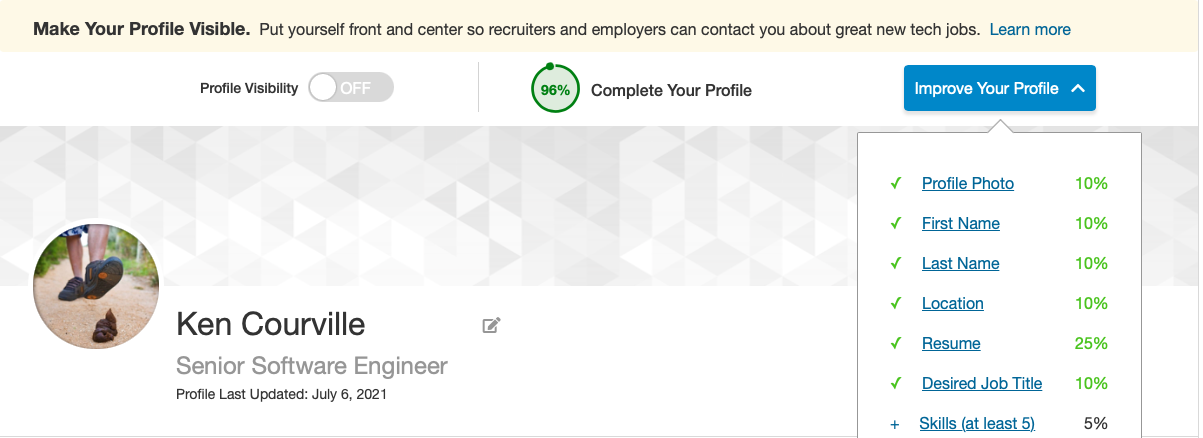 Make Your Profile Visible. Put yourself front and center so recruiters and employers can contact you about great new tech jobs. Learn more
Profile Visibility OFF 96% Complete Your Profile Improve Your Profile
Profile Photo 10%
First Name 10%
Last Name 10%
Location 10%
Resume 25%
Desired Job Title 10%
+ Skills (at least 5) 5%
Ken Courville
Senior Software Engineer
Profile Last Updated: July 6, 2021